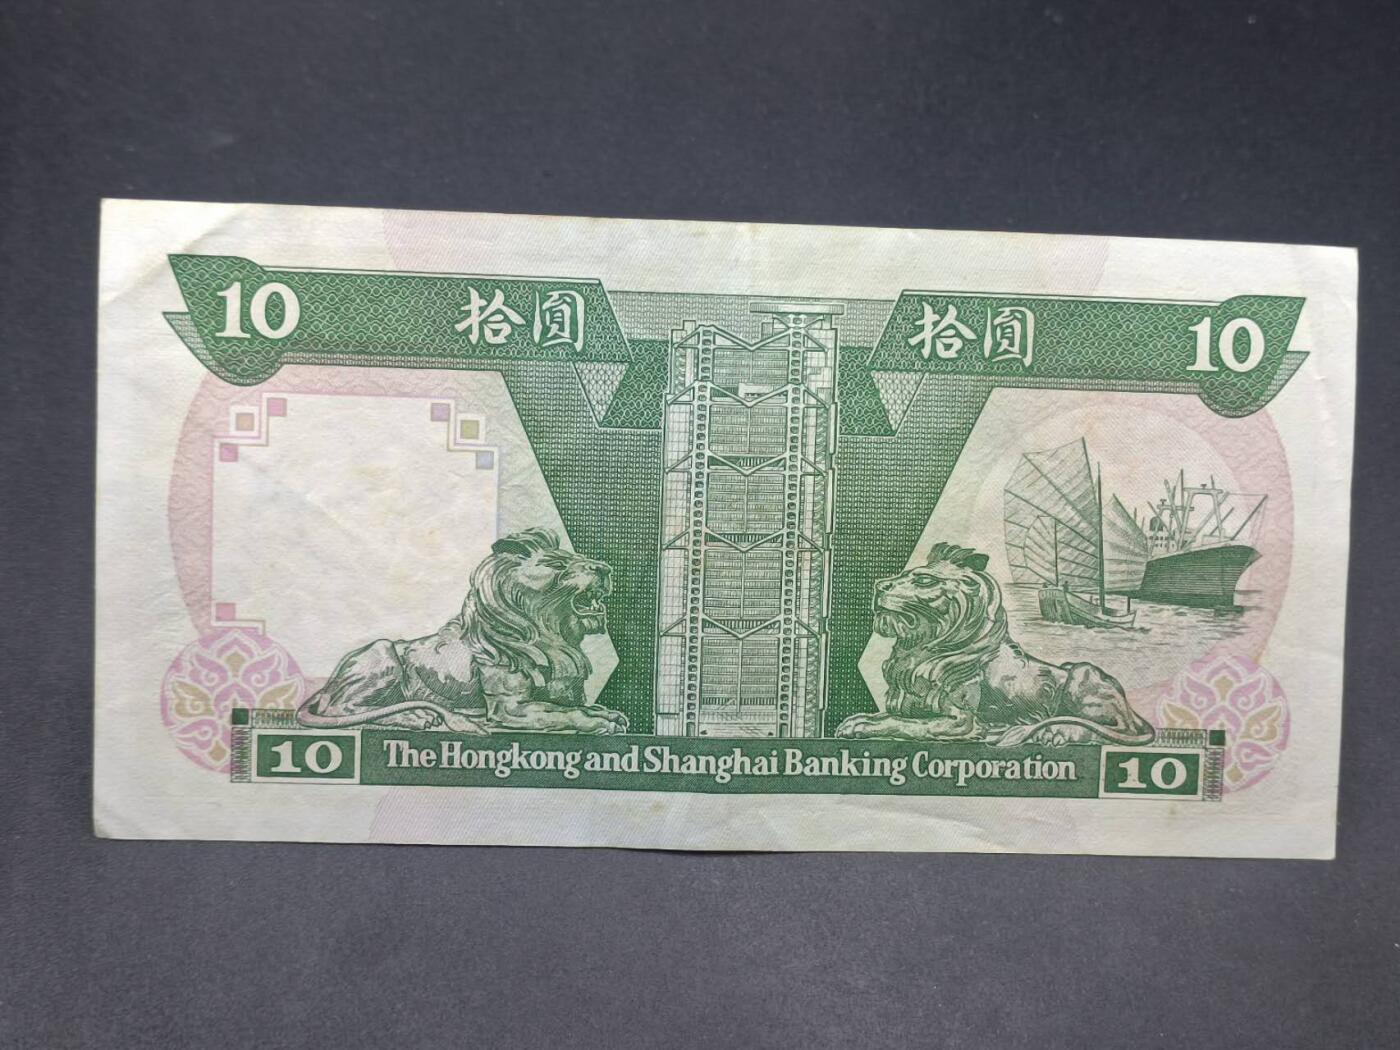 10 拾圓 拾圓 10
10 The Hongkong and Shanghai Banking Corporation 10